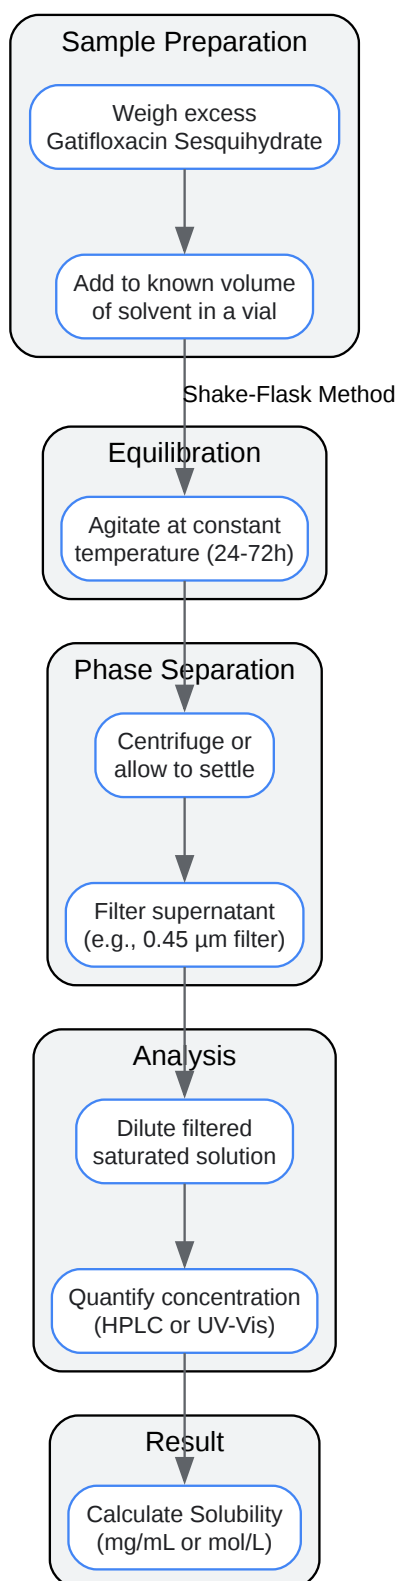 Sample Preparation
Weigh excess
Gatifloxacin Sesquihydrate
Add to known volume
of solvent in a vial
Shake-Flask Method
Equilibration
Agitate at constant
temperature (24-72h)
Phase Separation
Centrifuge or
allow to settle
Filter supernatant
(e.g., 0.45 µm filter)
Analysis
Dilute filtered
saturated solution
Quantify concentration
(HPLC or UV-Vis)
Result
Calculate Solubility
(mg/mL or mol/L)